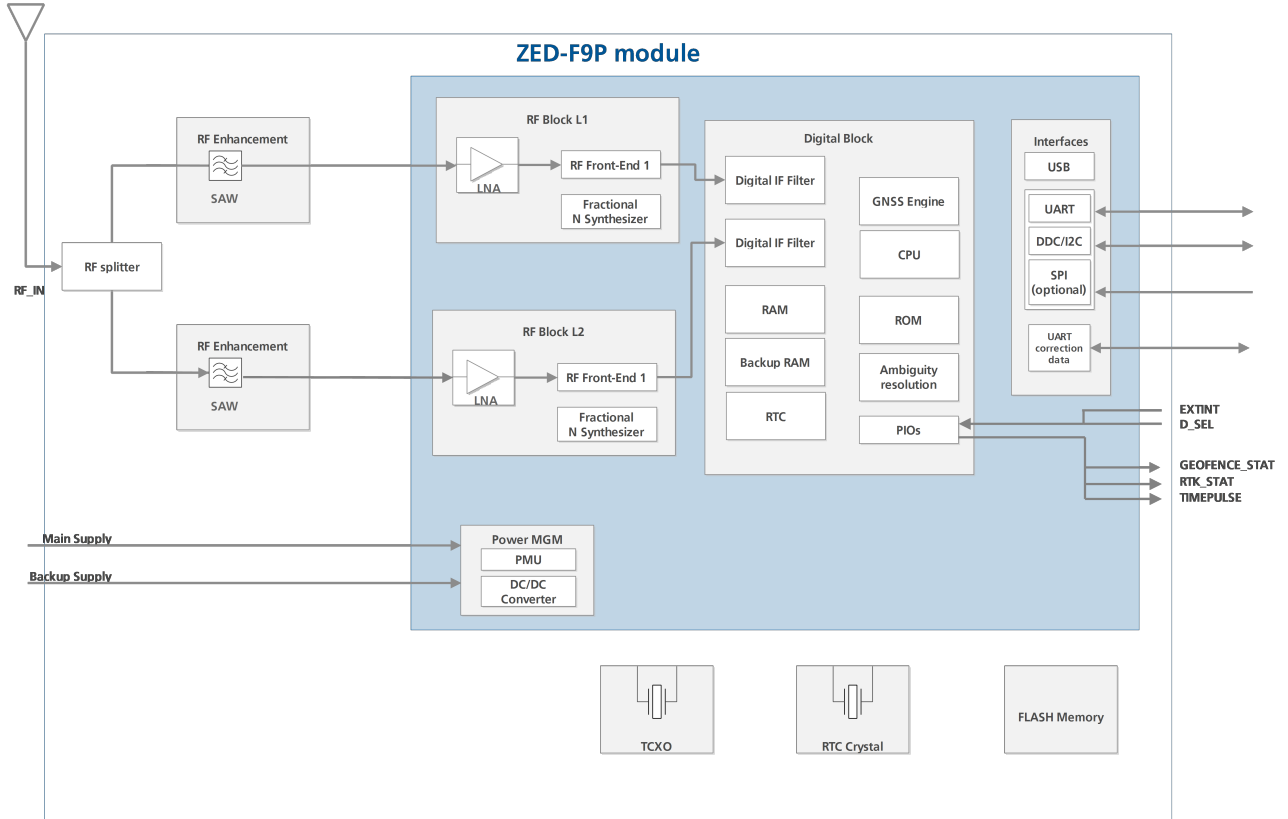 ZED-F9P module
RF_IN
RF splitter
RF Enhancement
SAW
RF Enhancement
SAW
RF Block L1
LNA
RF Front-End 1
Fractional
N Synthesizer
RF Block L2
LNA
RF Front-End 1
Fractional
N Synthesizer
Digital Block
Digital IF Filter
Digital IF Filter
RAM
Backup RAM
RTC
GNSS Engine
CPU
ROM
Ambiguity
resolution
PIOs
Interfaces
USB
UART
DDC/I2C
SPI
(optional)
UART
correction
data
EXTINT
D_SEL
GEOFENCE_STAT
RTK_STAT
TIMEPULSE
Main Supply
Backup Supply
Power MGM
PMU
DC/DC
Converter
TCXO
RTC Crystal
FLASH Memory